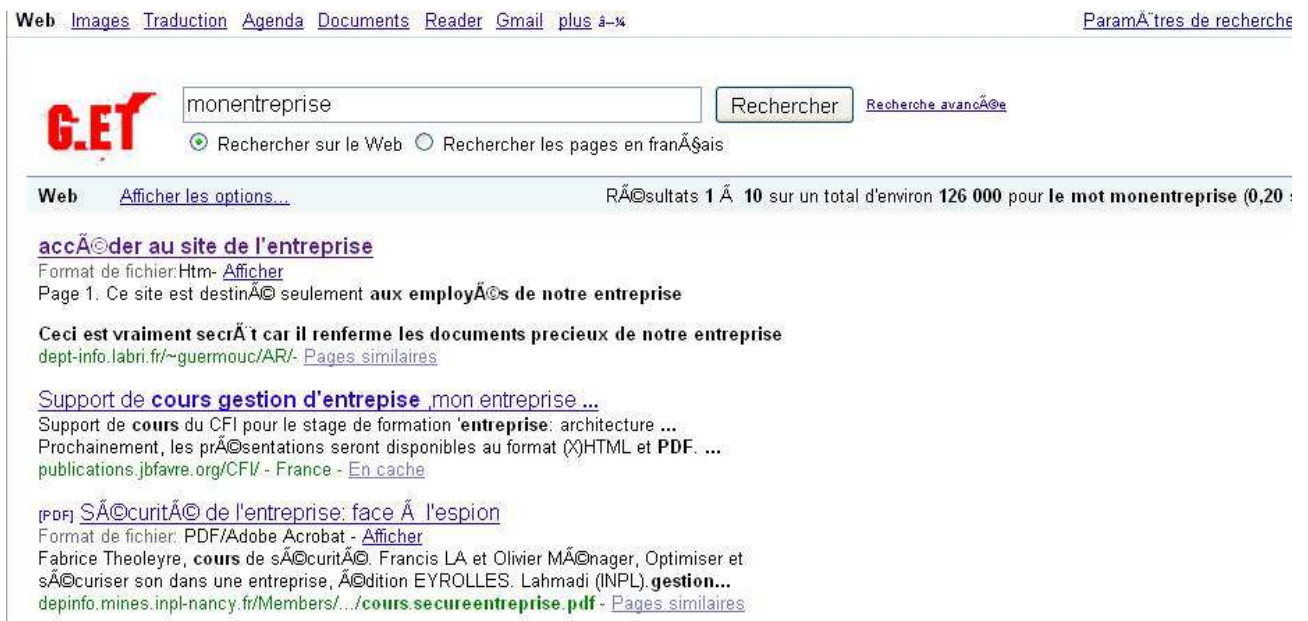 Web Images Traduction Agenda Documents Reader Gmail plus â–¼ ParamÃ¨tres de recherche
G.ET monentreprise Rechercher Recherche avancÃ©e
Rechercher sur le Web Rechercher les pages en franÃ§ais
Web Afficher les options... RÃ©sultats 1 Ã 10 sur un total d'environ 126 000 pour le mot monentreprise (0,20 s
accÃ©der au site de l'entreprise
Format de fichier:Htm- Afficher
Page 1. Ce site est destinÃ© seulement aux employÃ©s de notre entreprise
Ceci est vraiment secrÃ¨t car il renferme les documents precieux de notre entreprise
dept-info.labri.fr/~guermouc/AR/- Pages similaires
Support de cours gestion d'entrepise ,mon entreprise ...
Support de cours du CFI pour le stage de formation 'entreprise: architecture ...
Prochainement, les prÃ©sentations seront disponibles au format (X)HTML et PDF. ...
publications.jbfavre.org/CFI/ - France - En cache
[PDF] SÃ©curitÃ© de l'entreprise: face Ã l'espion
Format de fichier: PDF/Adobe Acrobat - Afficher
Fabrice Theoleyre, cours de sÃ©curitÃ©. Francis LA et Olivier MÃ©nager, Optimiser et
sÃ©curiser son dans une entreprise, Ã©dition EYROLLES. Lahmadi (INPL).gestion...
depinfo.mines.inpl-nancy.fr/Members/.../cours.secureentreprise.pdf - Pages similaires